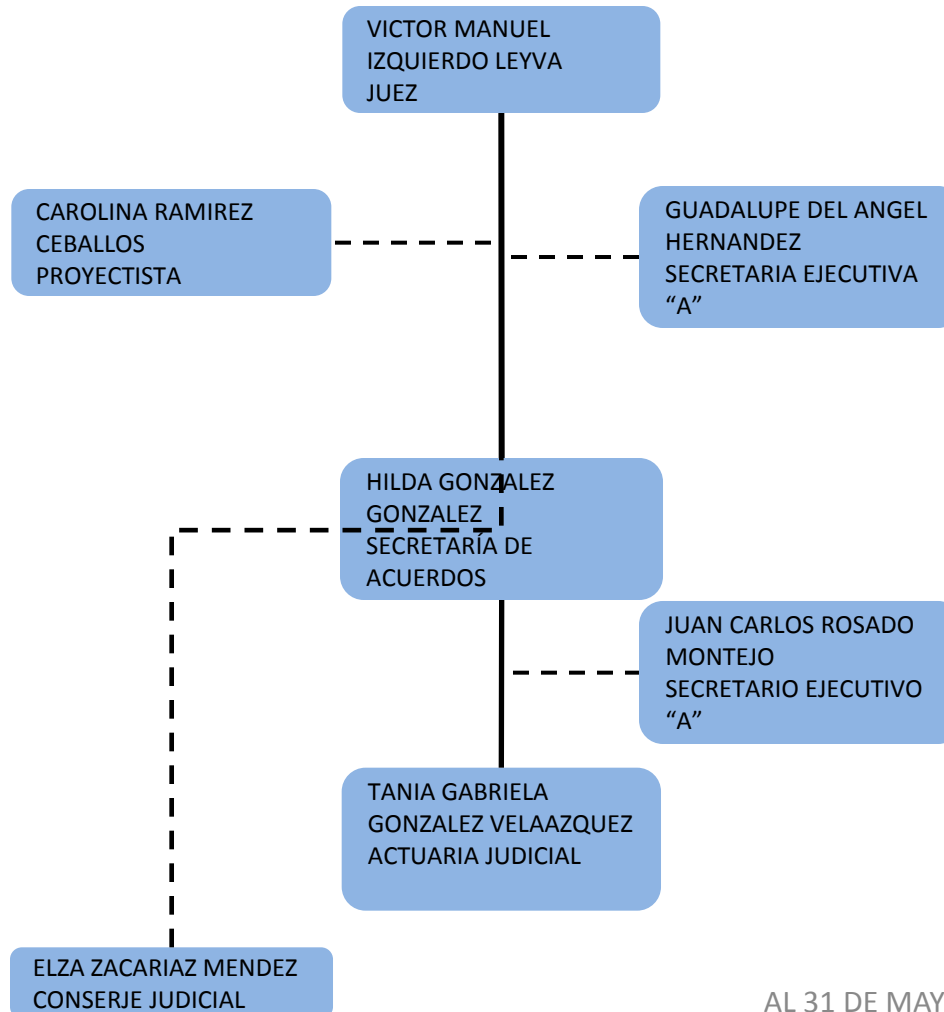 VICTOR MANUEL
IZQUIERDO LEYVA
JUEZ
CAROLINA RAMIREZ
CEBALLOS
PROYECTISTA
GUADALUPE DEL ANGEL
HERNANDEZ
SECRETARIA EJECUTIVA
“A”
HILDA GONZALEZ
GONZALEZ
SECRETARÍA DE
ACUERDOS
JUAN CARLOS ROSADO
MONTEJO
SECRETARIO EJECUTIVO
“A”
TANIA GABRIELA
GONZALEZ VELAAZQUEZ
ACTUARIA JUDICIAL
ELZA ZACARIAZ MENDEZ
CONSERJE JUDICIAL
AL 31 DE MAY